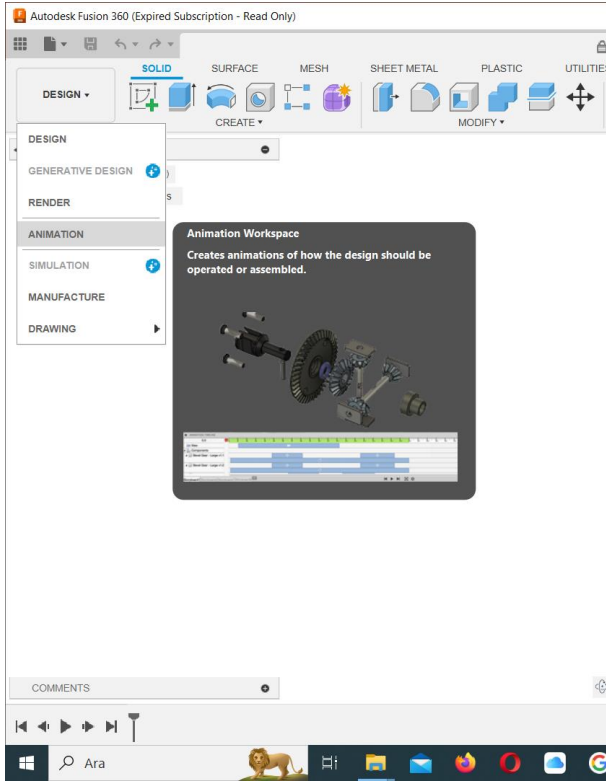 Autodesk Fusion 360 (Expired Subscription - Read Only)
SOLID SURFACE MESH SHEET METAL PLASTIC UTILITIES
DESIGN
CREATE MODIFY
DESIGN
GENERATIVE DESIGN
RENDER
ANIMATION
SIMULATION
MANUFACTURE
DRAWING
Animation Workspace
Creates animations of how the design should be
operated or assembled.
COMMENTS
Ara